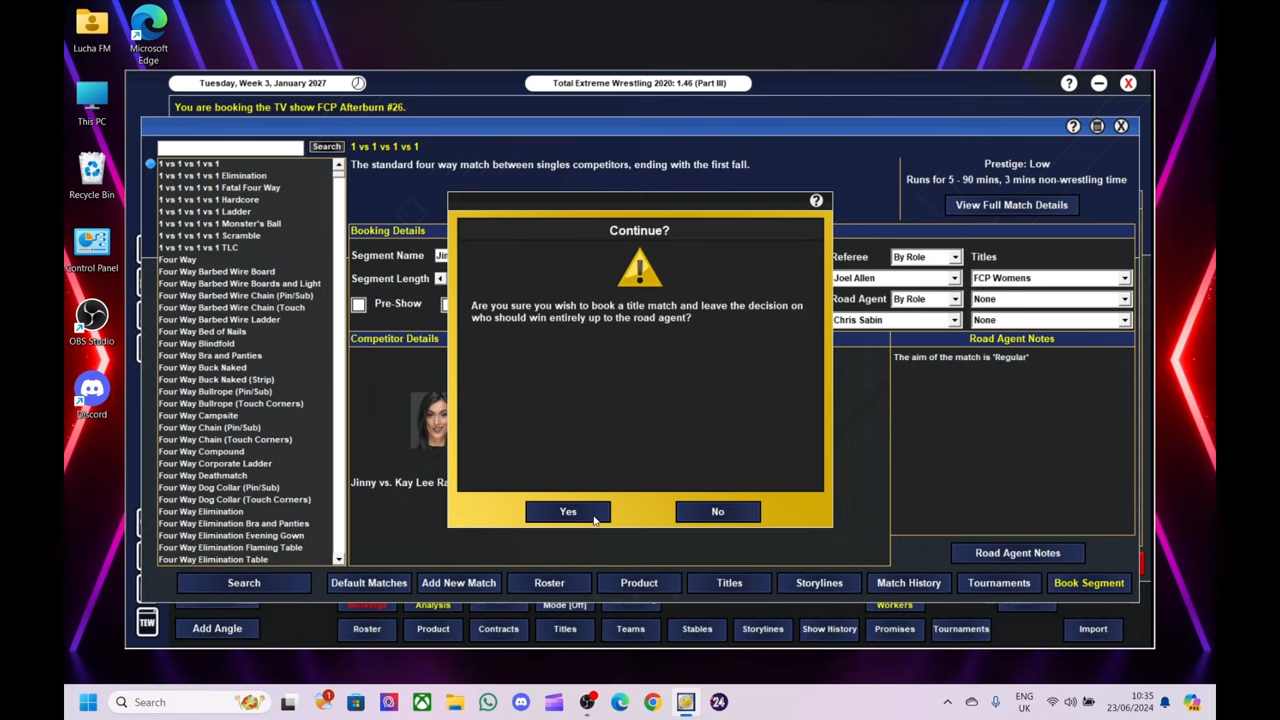 Lucha FM
Microsoft
Edge
This PC
Recycle Bin
Control Panel
OBS Studio
Discord
Tuesday, Week 3, January 2027
Total Extreme Wrestling 2020: 1.46 (Part III)
?
X
You are booking the TV show FCP Afterburn #26.
?
X
Search
1 vs 1 vs 1 vs 1
1 vs 1 vs 1 vs 1
1 vs 1 vs 1 vs 1 Elimination
1 vs 1 vs 1 vs 1 Fatal Four Way
1 vs 1 vs 1 vs 1 Hardcore
1 vs 1 vs 1 vs 1 Ladder
1 vs 1 vs 1 vs 1 Monster's Ball
1 vs 1 vs 1 vs 1 Scramble
1 vs 1 vs 1 vs 1 TLC
Four Way
Four Way Barbed Wire Board
Four Way Barbed Wire Boards and Light
Four Way Barbed Wire Chain (Pin/Sub)
Four Way Barbed Wire Chain (Touch
Four Way Barbed Wire Ladder
Four Way Bed of Nails
Four Way Blindfold
Four Way Bra and Panties
Four Way Buck Naked
Four Way Buck Naked (Strip)
Four Way Bullrope (Pin/Sub)
Four Way Bullrope (Touch Corners)
Four Way Campsite
Four Way Chain (Pin/Sub)
Four Way Chain (Touch Corners)
Four Way Compound
Four Way Corporate Ladder
Four Way Deathmatch
Four Way Dog Collar (Pin/Sub)
Four Way Dog Collar (Touch Corners)
Four Way Elimination
Four Way Elimination Bra and Panties
Four Way Elimination Evening Gown
Four Way Elimination Flaming Table
Four Way Elimination Table
The standard four way match between singles competitors, ending with the first fall.
Prestige: Low
Runs for 5 - 90 mins, 3 mins non-wrestling time
View Full Match Details
Booking Details
Segment Name
Segment Length
Pre-Show
Referee
By Role
Titles
Joel Allen
FCP Womens
Road Agent
By Role
None
Chris Sabin
None
Competitor Details
Jinny vs. Kay Lee
Road Agent Notes
The aim of the match is 'Regular'
Road Agent Notes
?
Continue?
Are you sure you wish to book a title match and leave the decision on
who should win entirely up to the road agent?
Yes
No
Search
Default Matches
Add New Match
Roster
Product
Titles
Storylines
Match History
Tournaments
Book Segment
Analysis
Mode [Off]
Workers
TEW
Add Angle
Roster
Product
Contracts
Titles
Teams
Stables
Storylines
Show History
Promises
Tournaments
Import
Search
1
24
ENG
UK
10:35
23/06/2024